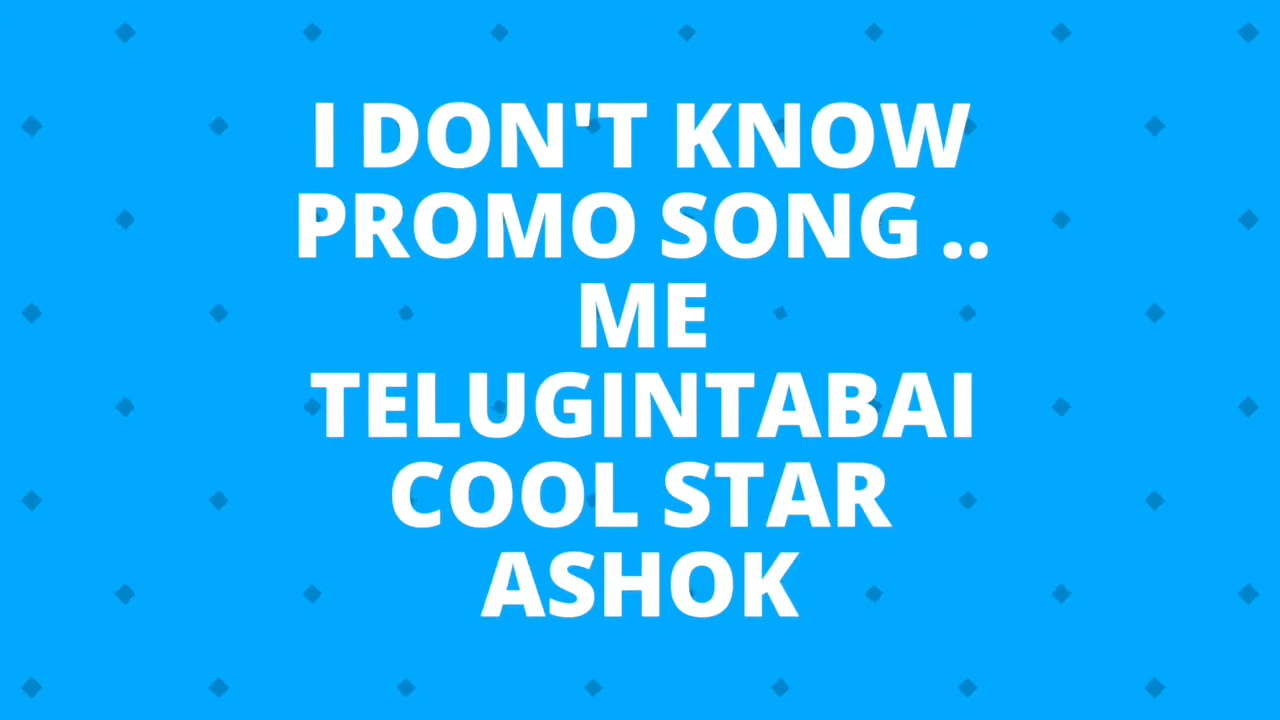 I DON'T KNOW
PROMO SONG ..
ME
TELUGINTABAI
COOL STAR
ASHOK